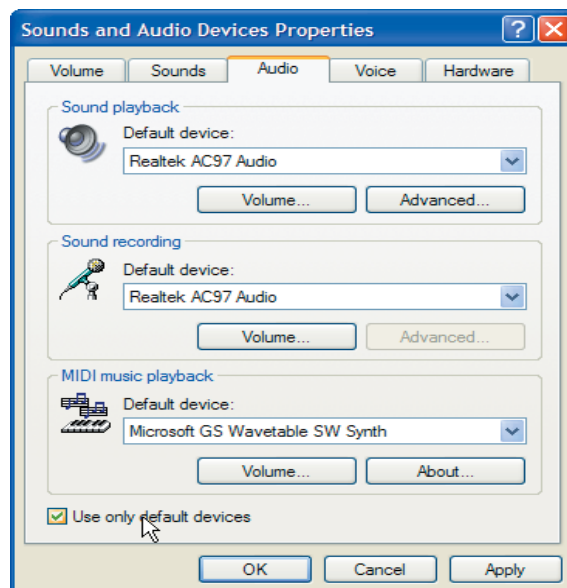 Sounds and Audio Devices Properties
Volume Sounds Audio Voice Hardware
Sound playback
Default device:
Realtek AC97 Audio
Volume... Advanced...
Sound recording
Default device:
Realtek AC97 Audio
Volume... Advanced...
MIDI music playback
Default device:
Microsoft GS Wavetable SW Synth
Volume... About...
Use only default devices
OK Cancel Apply